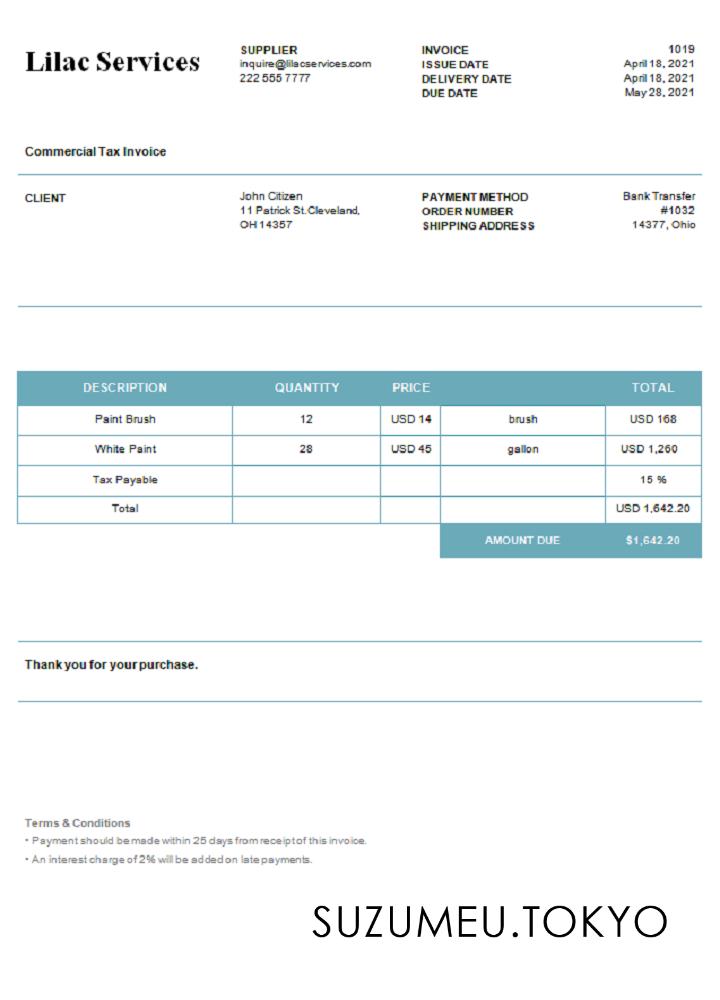 Lilac Services
SUPPLIER
inquire@lilacservices.com
222 555 7777
INVOICE 1019
ISSUE DATE April 18, 2021
DELIVERY DATE April 18, 2021
DUE DATE May 28, 2021
Commercial Tax Invoice
CLIENT
John Citizen
11 Patrick St.Cleveland,
OH 14357
PAYMENT METHOD Bank Transfer
ORDER NUMBER #1032
SHIPPING ADDRESS 14377, Ohio
DESCRIPTION QUANTITY PRICE TOTAL
Paint Brush 12 USD 14 brush USD 168
White Paint 28 USD 45 gallon USD 1,260
Tax Payable 15 %
Total USD 1,642.20
AMOUNT DUE $1,642.20
Thank you for your purchase.
Terms & Conditions
• Payment should be made within 25 days from receipt of this invoice.
• An interest charge of 2% will be added on late payments.
SUZUMEU.TOKYO